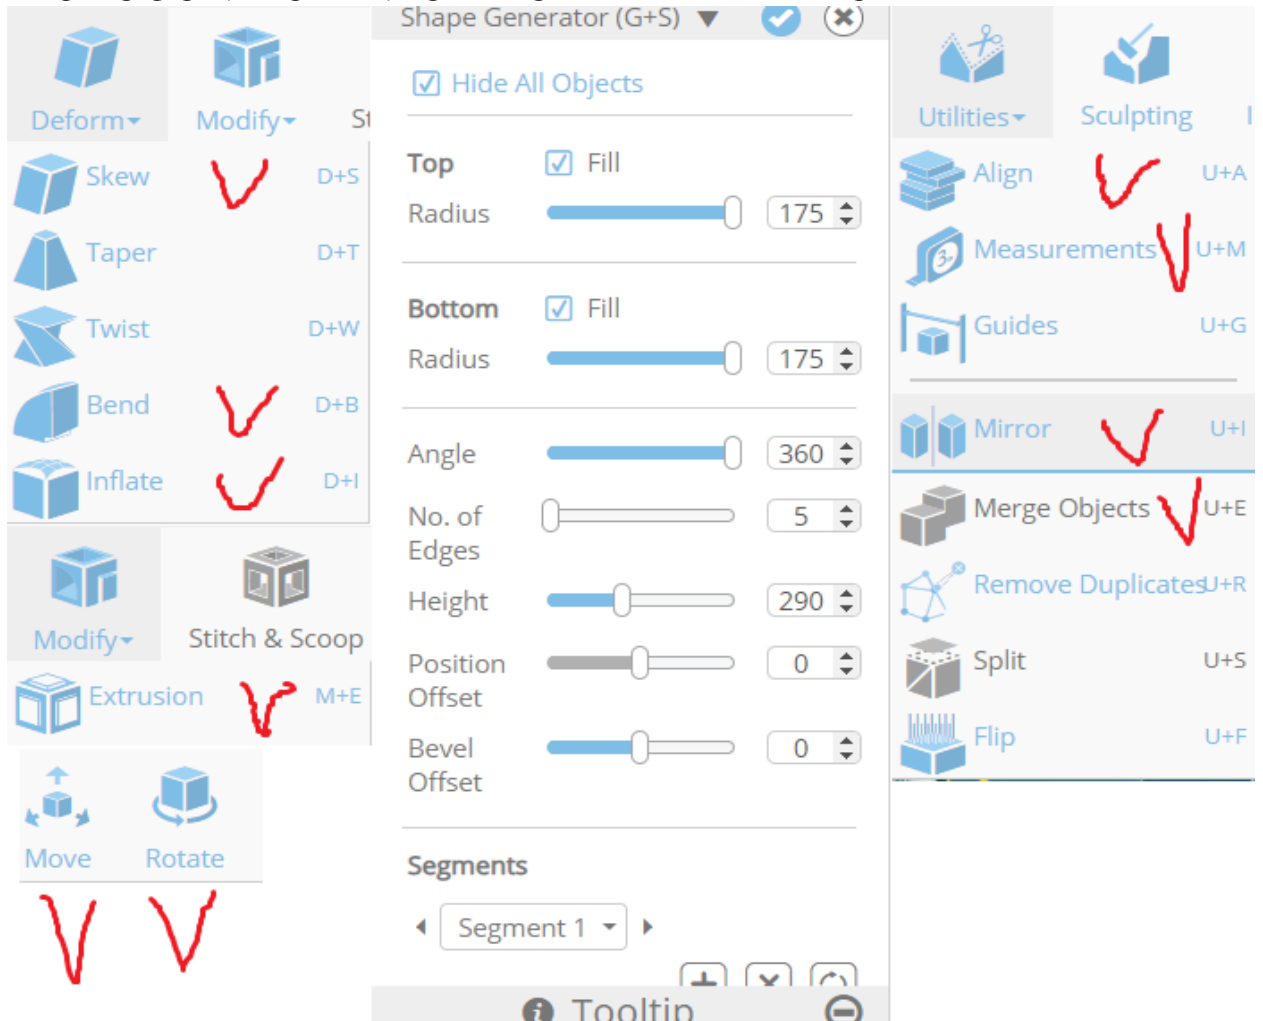 Deform
Modify
St
Skew
D+S
Taper
D+T
Twist
D+W
Bend
D+B
Inflate
D+I
Modify
Stitch & Scoop
Extrusion
M+E
Move
Rotate
Shape Generator (G+S)
Hide All Objects
Top
Fill
Radius
175
Bottom
Fill
Radius
175
Angle
360
No. of
Edges
5
Height
290
Position
Offset
0
Bevel
Offset
0
Segments
Segment 1
Tooltip
Utilities
Sculpting
Align
U+A
Measurements
U+M
Guides
U+G
Mirror
U+I
Merge Objects
U+E
Remove Duplicates
U+R
Split
U+S
Flip
U+F